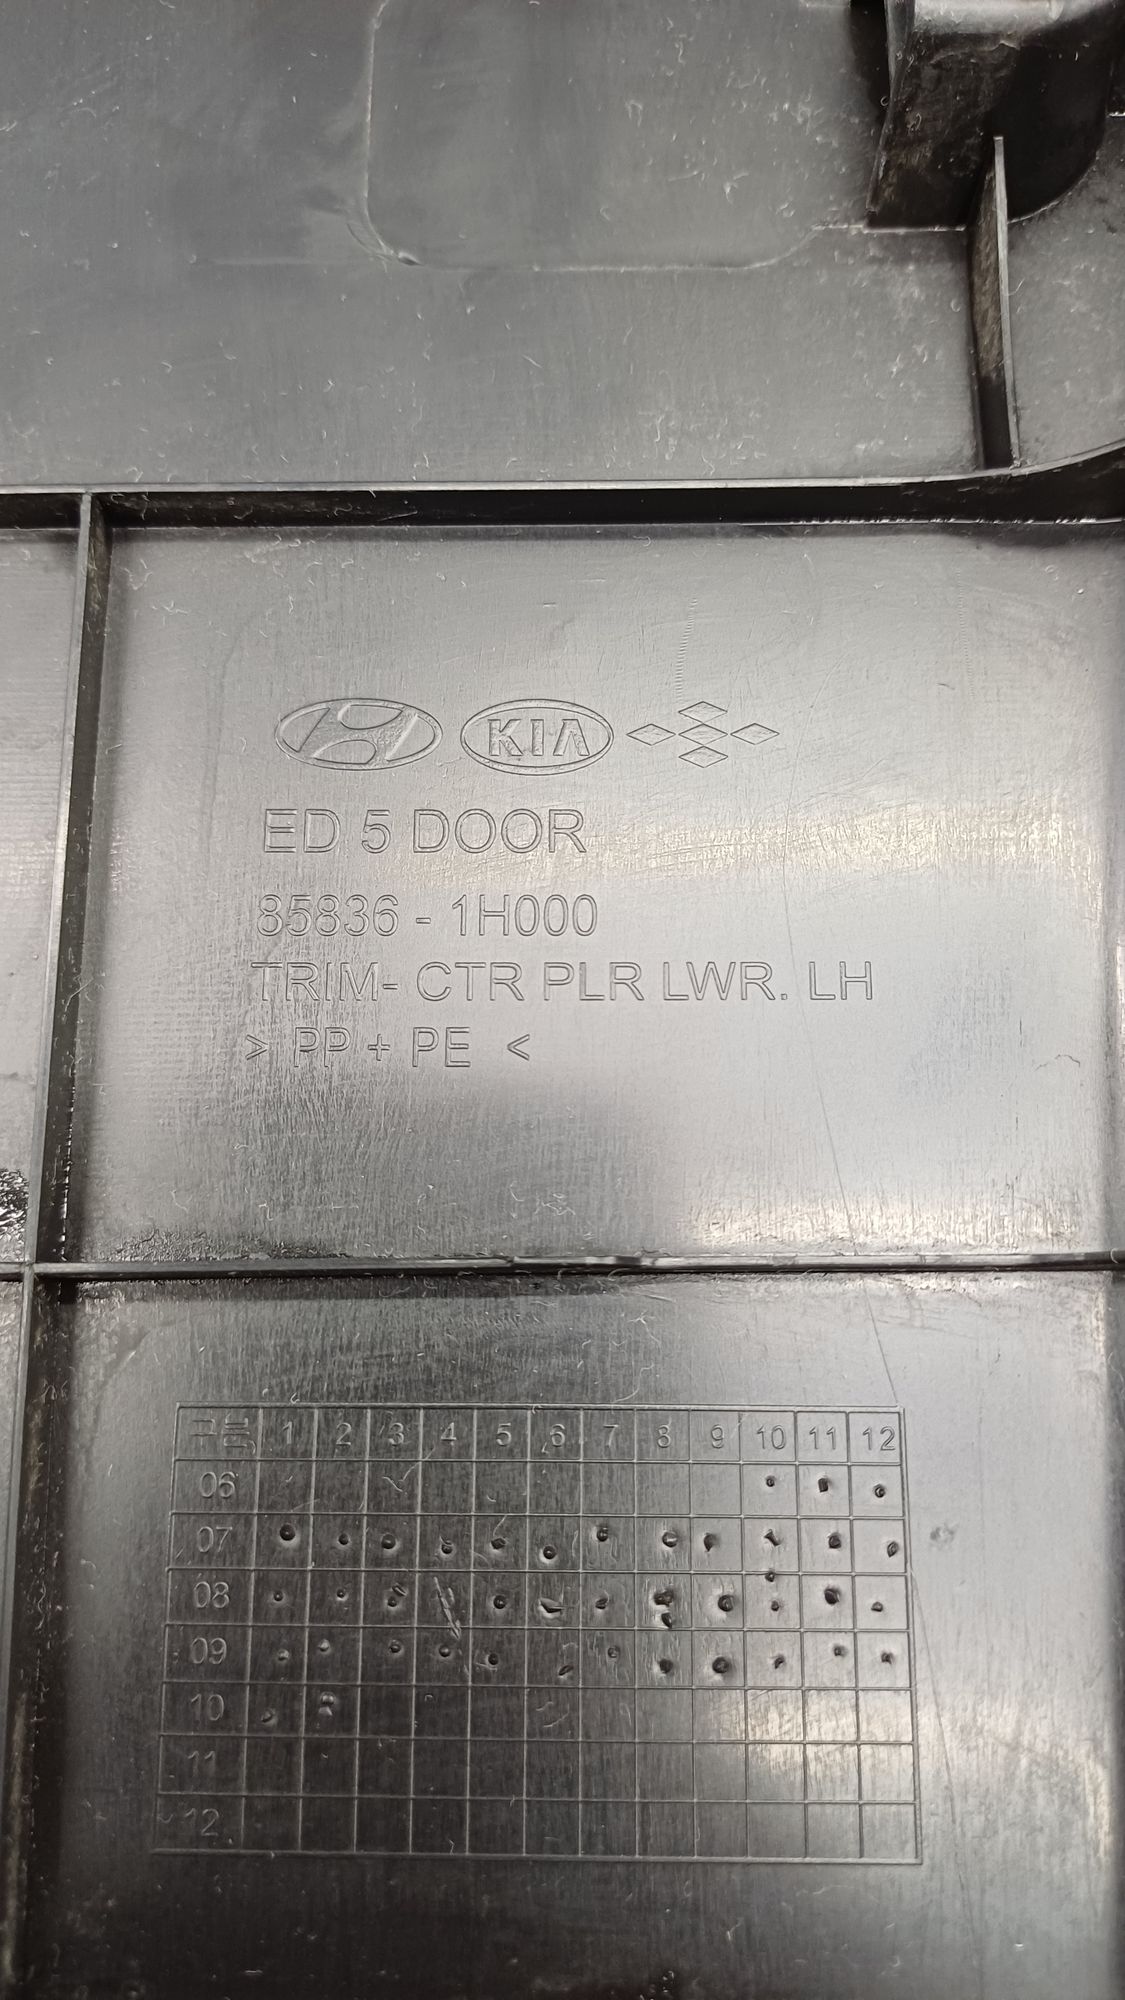 KIA
ED 5 DOOR
85836 - 1H000
TRIM- CTR PLR LWR. LH
> PP + PE <
구분 1 2 3 4 5 6 7 8 9 10 11 12
06
07
08
09
10
11
12